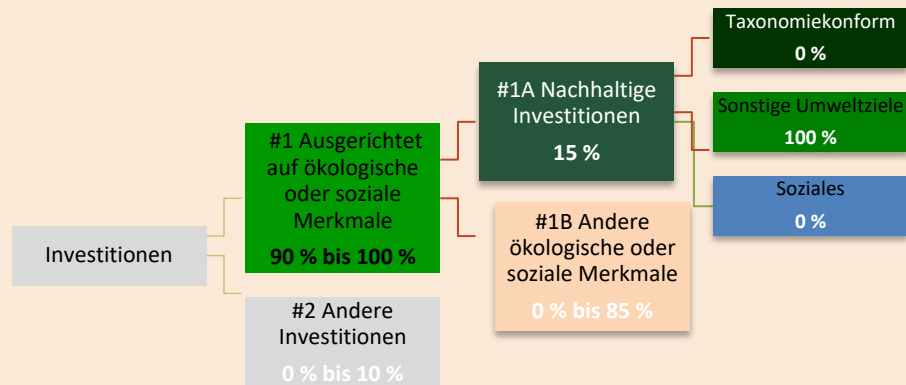 Investitionen
#1 Ausgerichtet
auf ökologische
oder soziale
Merkmale
90 % bis 100 %
#2 Andere
Investitionen
0 % bis 10 %
#1A Nachhaltige
Investitionen
15 %
#1B Andere
ökologische oder
soziale Merkmale
0 % bis 85 %
Taxonomiekonform
0 %
Sonstige Umweltziele
100 %
Soziales
0 %